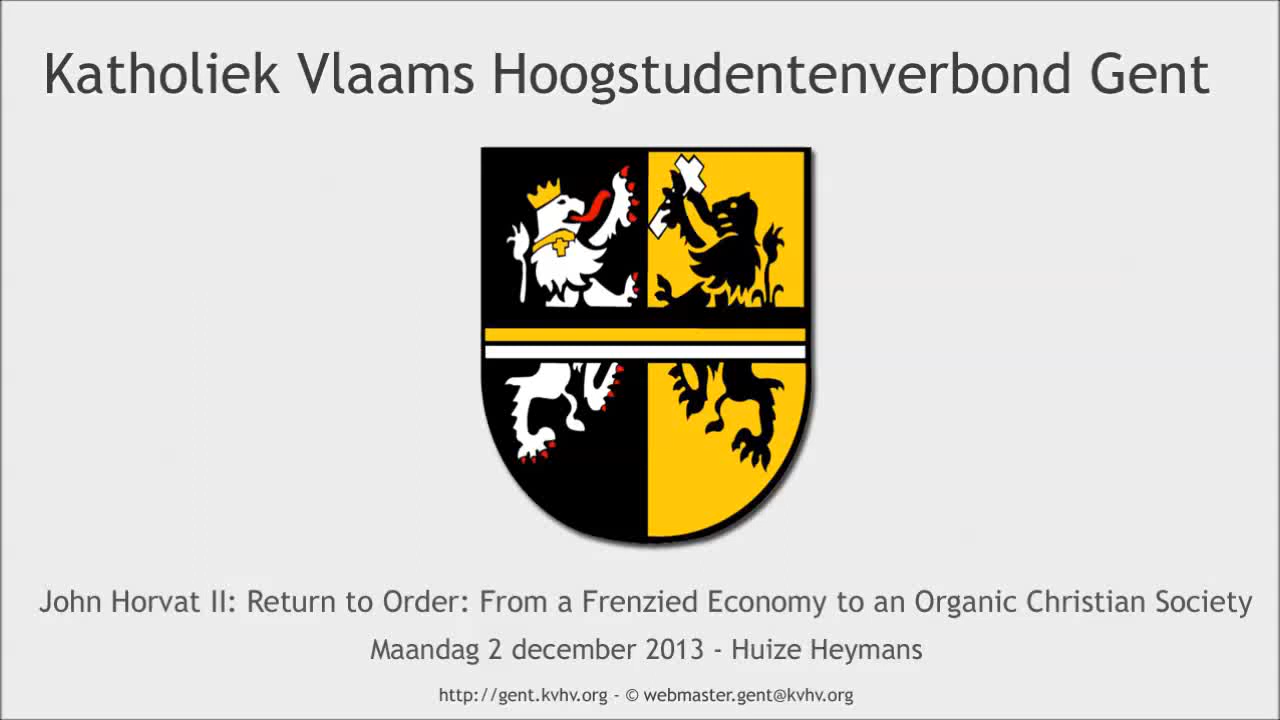 Katholiek Vlaams Hoogstudentenverbond Gent
John Horvat II: Return to Order: From a Frenzied Economy to an Organic Christian Society
Maandag 2 december 2013 - Huize Heymans
http://gent.kvhv.org - © webmaster.gent@kvhv.org